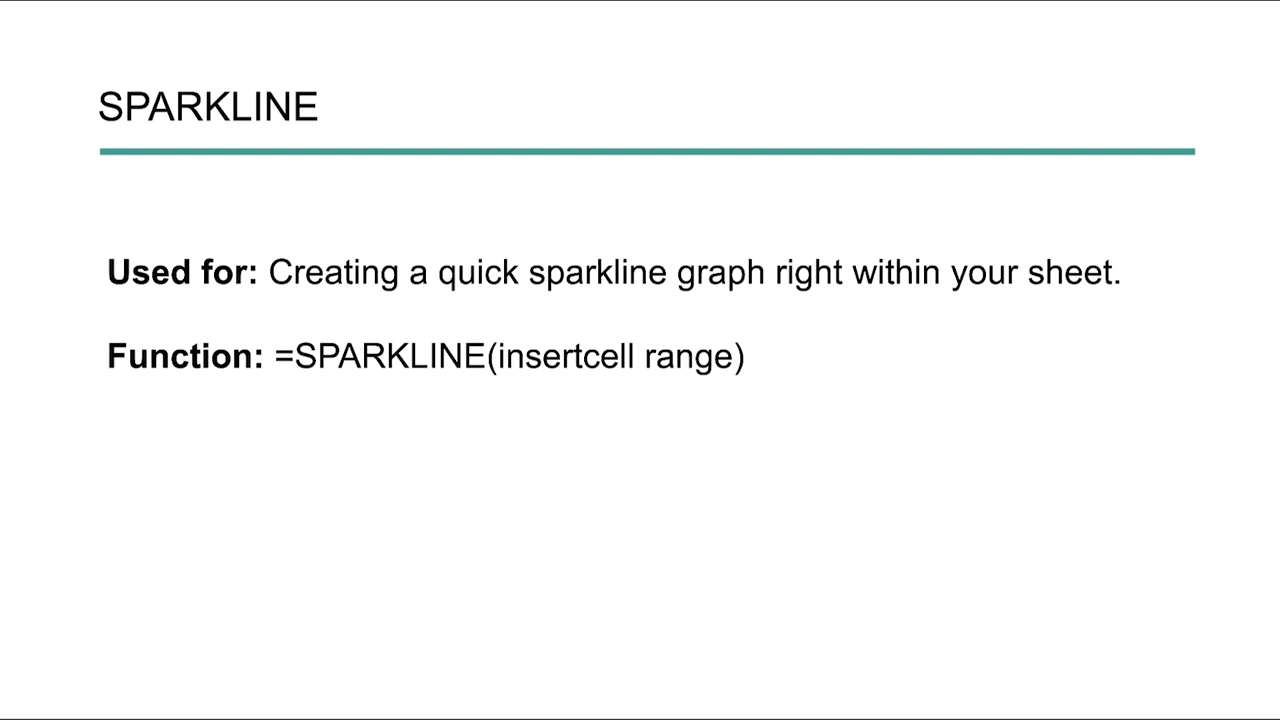 SPARKLINE
Used for: Creating a quick sparkline graph right within your sheet.
Function: =SPARKLINE(insertcell range)